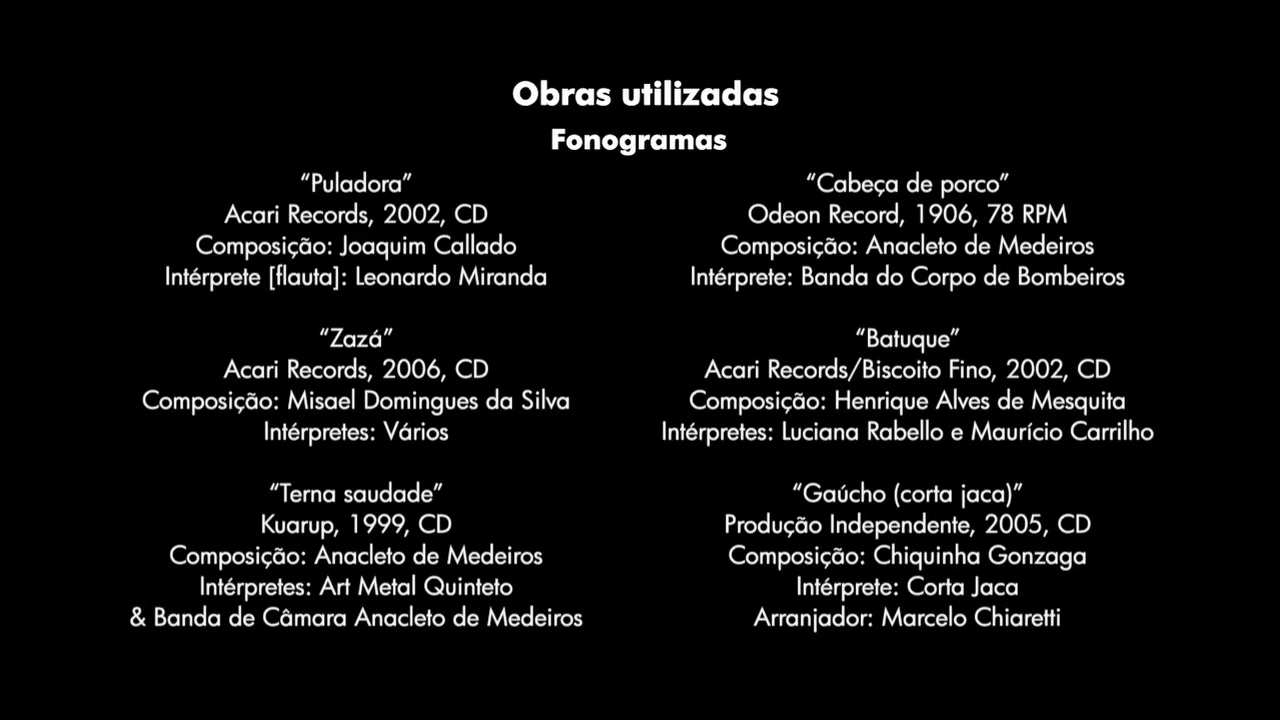 Obras utilizadas
Fonogramas
“Puladora”
Acari Records, 2002, CD
Composição: Joaquim Callado
Intérprete [flauta]: Leonardo Miranda
“Zazá”
Acari Records, 2006, CD
Composição: Misael Domingues da Silva
Intérpretes: Vários
“Terna saudade”
Kuarup, 1999, CD
Composição: Anacleto de Medeiros
Intérpretes: Art Metal Quinteto
& Banda de Câmara Anacleto de Medeiros
“Cabeça de porco”
Odeon Record, 1906, 78 RPM
Composição: Anacleto de Medeiros
Intérprete: Banda do Corpo de Bombeiros
“Batuque”
Acari Records/Biscoito Fino, 2002, CD
Composição: Henrique Alves de Mesquita
Intérpretes: Luciana Rabello e Maurício Carrilho
“Gaúcho (corta jaca)”
Produção Independente, 2005, CD
Composição: Chiquinha Gonzaga
Intérprete: Corta Jaca
Arranjador: Marcelo Chiaretti